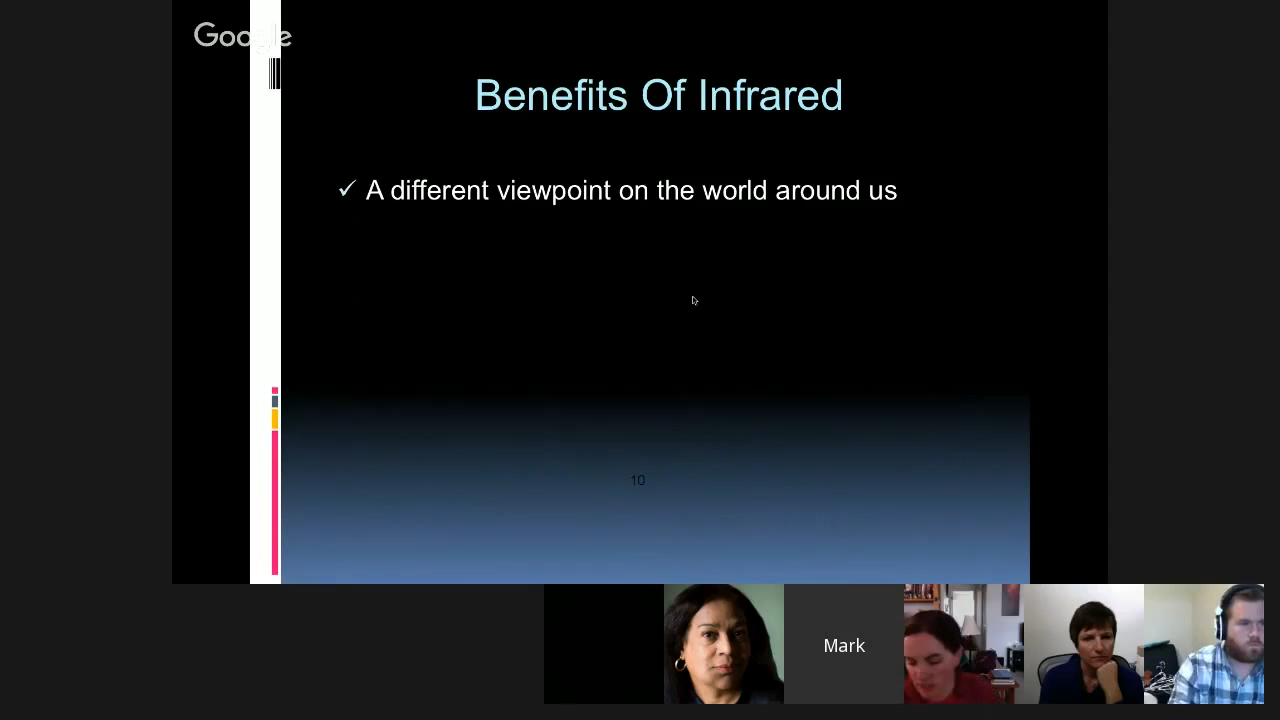 Google
Benefits Of Infrared
✓ A different viewpoint on the world around us
10
Mark